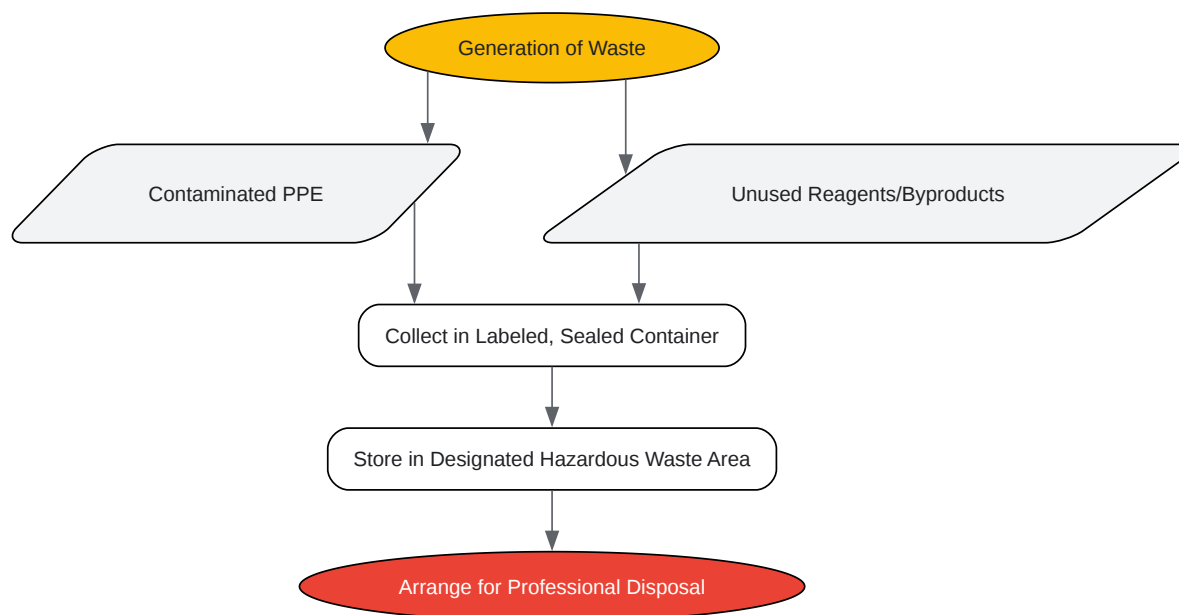 Generation of Waste
Contaminated PPE
Unused Reagents/Byproducts
Collect in Labeled, Sealed Container
Store in Designated Hazardous Waste Area
Arrange for Professional Disposal